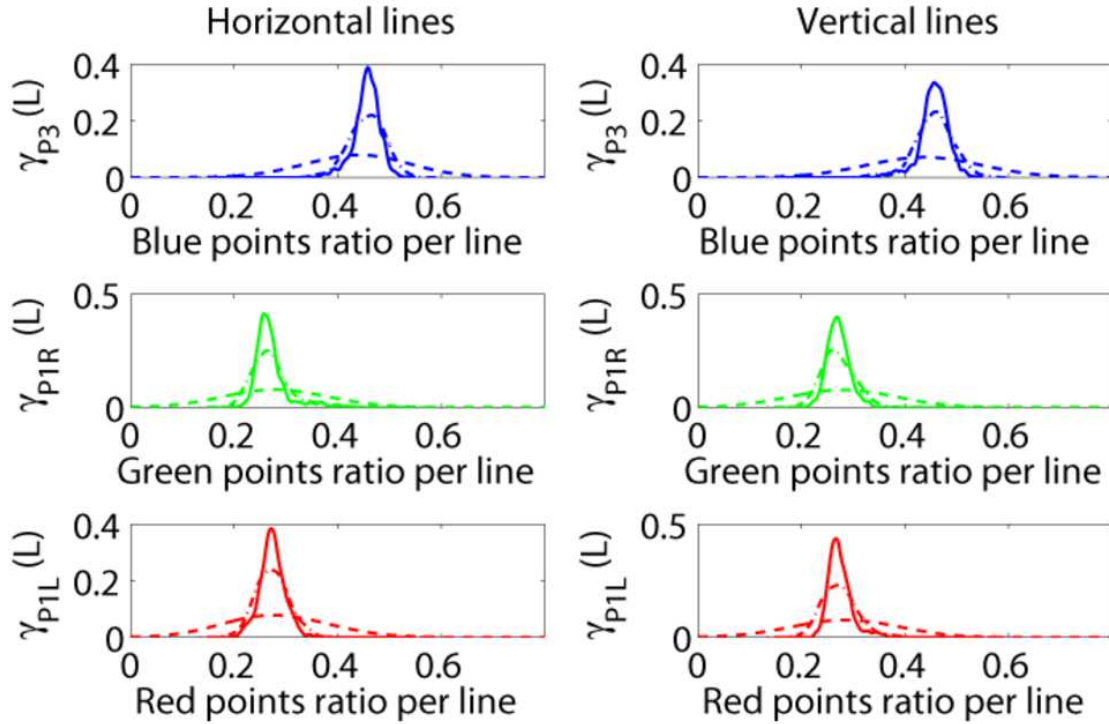 Horizontal lines
Vertical lines
γP3 (L)
0.4
0.2
0
0 0.2 0.4 0.6
Blue points ratio per line
γP3 (L)
0.4
0.2
0
0 0.2 0.4 0.6
Blue points ratio per line
γP1R (L)
0.5
0
0 0.2 0.4 0.6
Green points ratio per line
γP1R (L)
0.5
0
0 0.2 0.4 0.6
Green points ratio per line
γP1L (L)
0.4
0.2
0
0 0.2 0.4 0.6
Red points ratio per line
γP1L (L)
0.5
0
0 0.2 0.4 0.6
Red points ratio per line